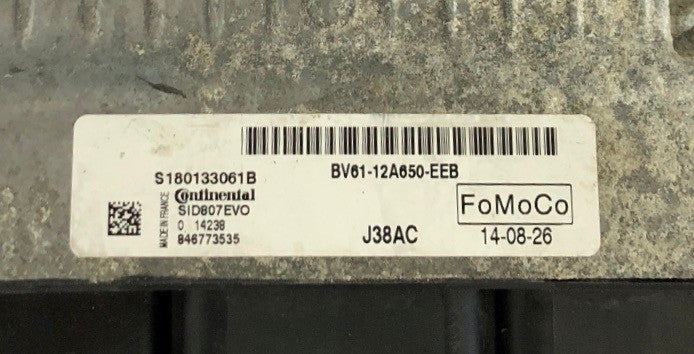 S180133061B
Continental
SID807EVO
0 14238
846773535
MADE IN FRANCE
BV61-12A650-EEB
J38AC
FoMoCo
14-08-26